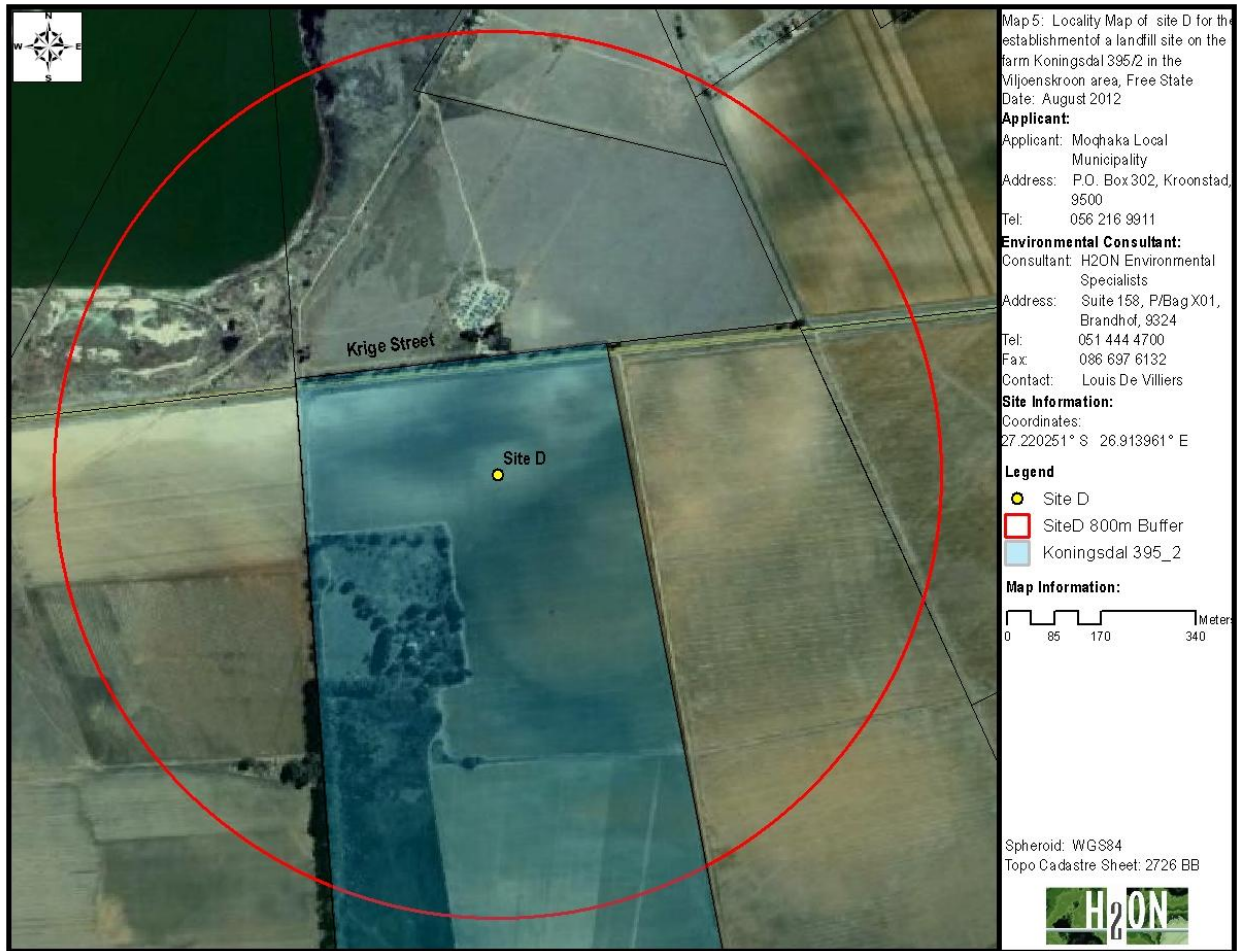 N
W E
S
Krige Street
Site D
Map 5: Locality Map of site D for the
establishmentof a landfill site on the
farm Koningsdal 395/2 in the
Viljoenskroon area, Free State
Date: August 2012
Applicant:
Applicant: Moqhaka Local
Municipality
Address: P.O. Box 302, Kroonstad,
9500
Tel: 056 216 9911
Environmental Consultant:
Consultant: H2ON Environmental
Specialists
Address: Suite 158, P/Bag X01,
Brandhof, 9324
Tel: 051 444 4700
Fax: 086 697 6132
Contact: Louis De Villiers
Site Information:
Coordinates:
27.220251° S 26.913961° E
Legend
Site D
SiteD 800m Buffer
Koningsdal 395_2
Map Information:
Meters
0 85 170 340
Spheroid: WGS84
Topo Cadastre Sheet: 2726 BB
H2ON